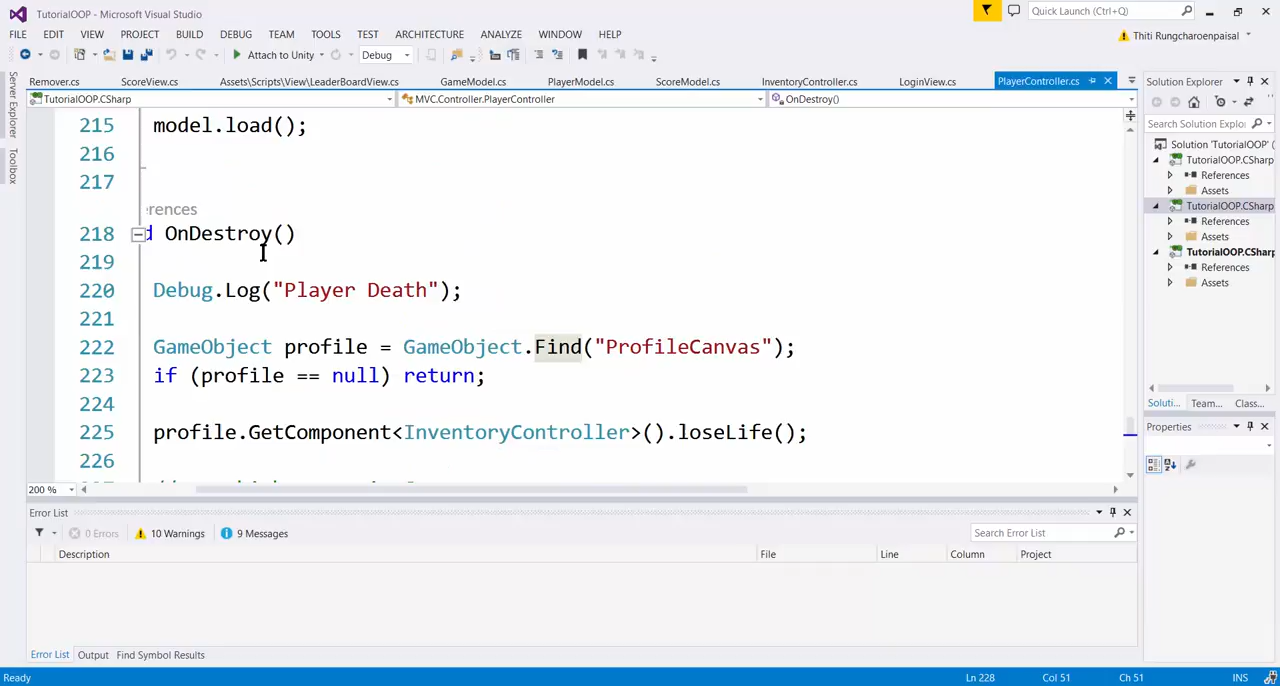 TutorialOOP - Microsoft Visual Studio
Quick Launch (Ctrl+Q)
FILE EDIT VIEW PROJECT BUILD DEBUG TEAM TOOLS TEST ARCHITECTURE ANALYZE WINDOW HELP
Thiti Rungcharoenpaisal
Attach to Unity
Debug
Server Explorer
Toolbox
Remover.cs ScoreView.cs Assets\Scripts\View\LeaderBoardView.cs GameModel.cs PlayerModel.cs ScoreModel.cs InventoryController.cs LoginView.cs PlayerController.cs
TutorialOOP.CSharp MVC.Controller.PlayerController OnDestroy()
215 model.load();
216
217
erences
218 d OnDestroy()
219
220 Debug.Log("Player Death");
221
222 GameObject profile = GameObject.Find("ProfileCanvas");
223 if (profile == null) return;
224
225 profile.GetComponent<InventoryController>().loseLife();
226
200 %
Solution Explorer
Search Solution Explo
Solution 'TutorialOOP' (
TutorialOOP.CSharp
References
Assets
TutorialOOP.CSharp
References
Assets
TutorialOOP.CSharp
References
Assets
Soluti... Team... Class...
Properties
Error List
0 Errors 10 Warnings 9 Messages
Search Error List
Description File Line Column Project
Error List Output Find Symbol Results
Ready Ln 228 Col 51 Ch 51 INS